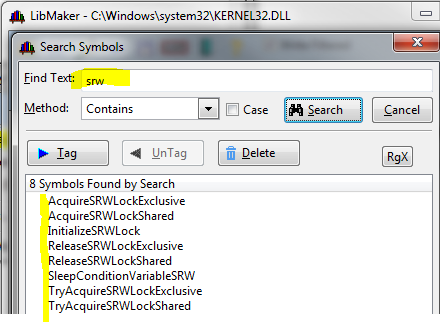 LibMaker - C:\Windows\system32\KERNEL32.DLL
Search Symbols
Find Text: srw
Method: Contains Case Search Cancel
Tag UnTag Delete RgX
8 Symbols Found by Search
AcquireSRWLockExclusive
AcquireSRWLockShared
InitializeSRWLock
ReleaseSRWLockExclusive
ReleaseSRWLockShared
SleepConditionVariableSRW
TryAcquireSRWLockExclusive
TryAcquireSRWLockShared